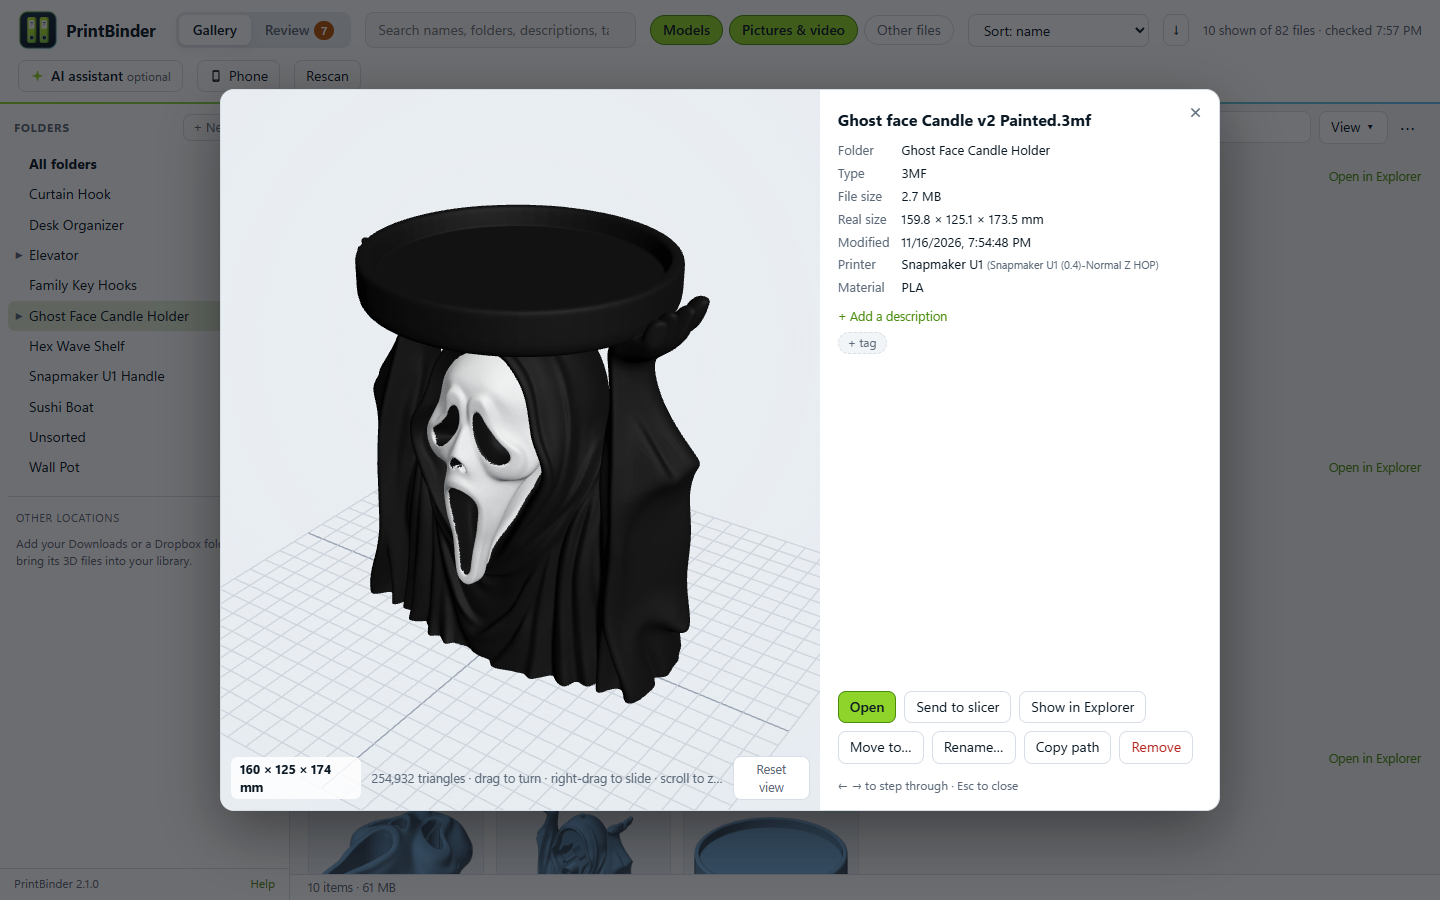 PrintBinder
Gallery
Review 7
Search names, folders, descriptions, ta
Models
Pictures & video
Other files
Sort: name
10 shown of 82 files · checked 7:57 PM
AI assistant optional
Phone
Rescan
FOLDERS
+ Ne
View
Open in Explorer
All folders
Curtain Hook
Desk Organizer
Elevator
Family Key Hooks
Ghost Face Candle Holder
Hex Wave Shelf
Snapmaker U1 Handle
Sushi Boat
Unsorted
Wall Pot
OTHER LOCATIONS
Add your Downloads or a Dropbox fol
bring its 3D files into your library.
Ghost face Candle v2 Painted.3mf
Folder Ghost Face Candle Holder
Type 3MF
File size 2.7 MB
Real size 159.8 × 125.1 × 173.5 mm
Modified 11/16/2026, 7:54:48 PM
Printer Snapmaker U1 (Snapmaker U1 (0.4)-Normal Z HOP)
Material PLA
+ Add a description
+ tag
Open
Send to slicer
Show in Explorer
Move to...
Rename...
Copy path
Remove
← → to step through · Esc to close
160 × 125 × 174
mm
254,932 triangles · drag to turn · right-drag to slide · scroll to z...
Reset
view
Open in Explorer
Open in Explorer
PrintBinder 2.1.0
Help
10 items · 61 MB